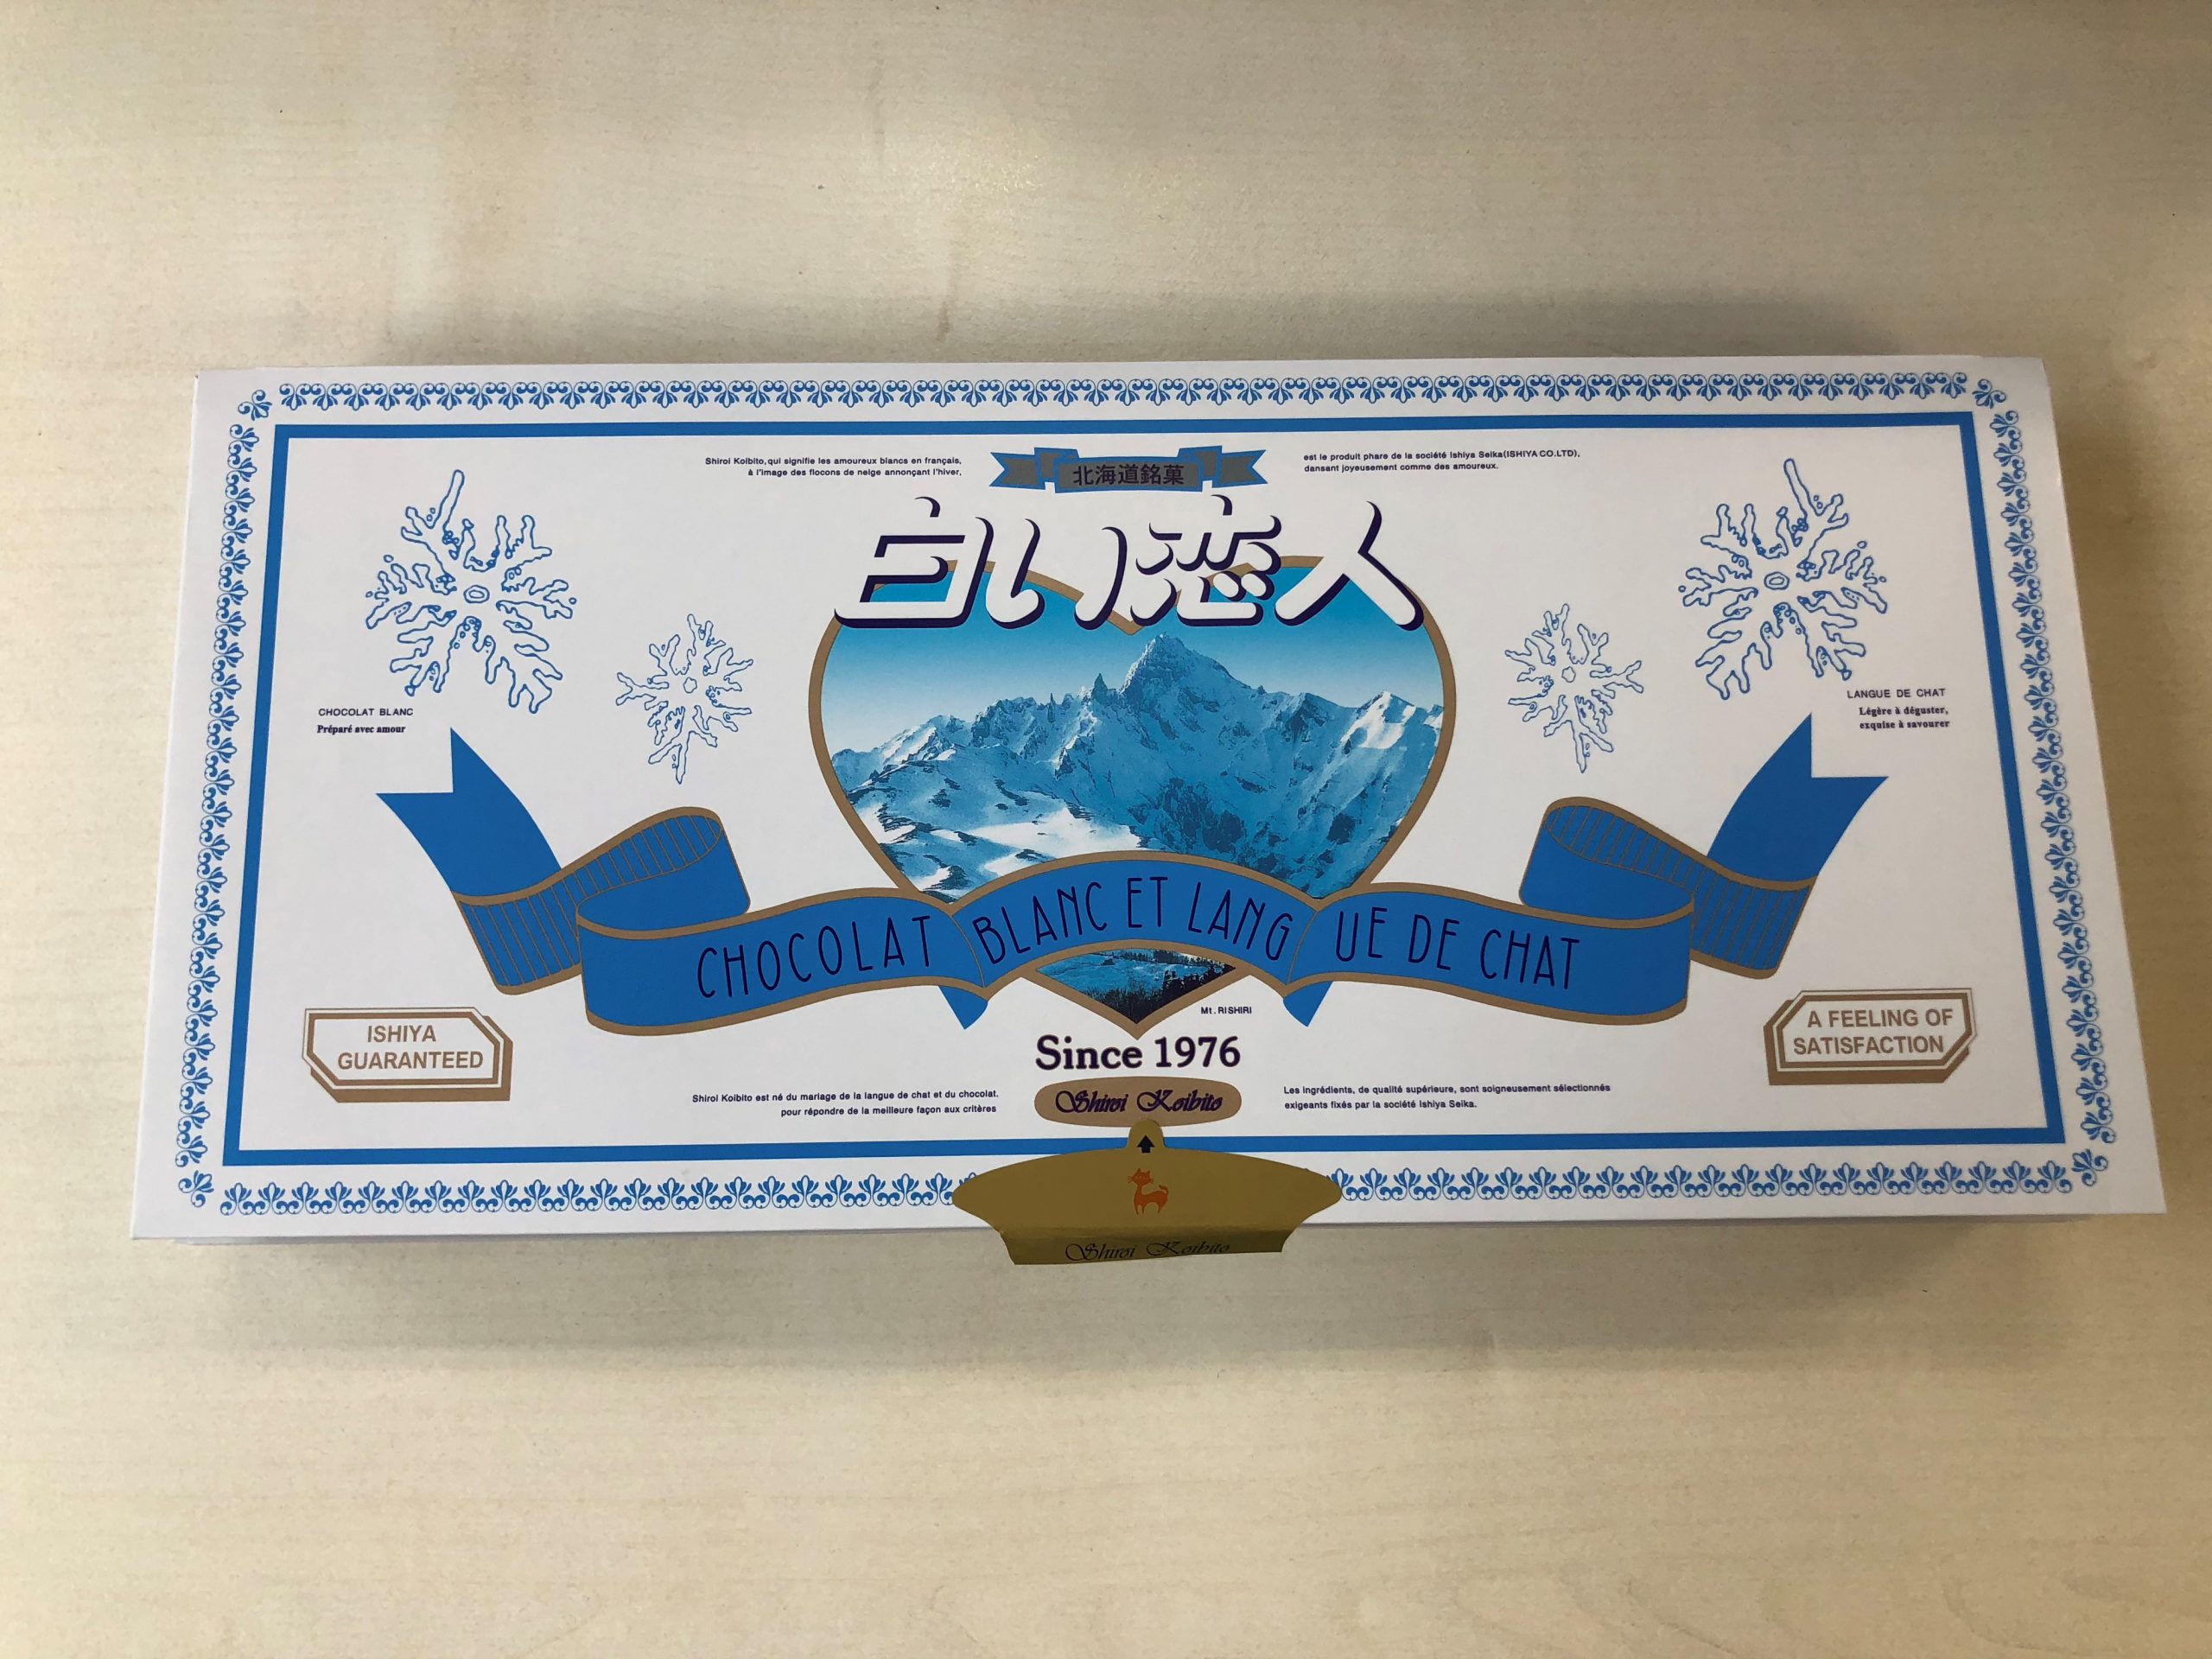 Shiroi Koibito, qui signifie les amoureux blancs en français,
à l'image des flocons de neige annonçant l'hiver,
北海道銘菓
est le produit phare de la société Ishiya Seika(ISHIYA CO.LTD),
dansant joyeusement comme des amoureux.
白い恋人
CHOCOLAT BLANC
Préparé avec amour
LANGUE DE CHAT
Légère à déguster,
exquise à savourer
CHOCOLAT BLANC ET LANGUE DE CHAT
Mt. RISHIRI
ISHIYA
GUARANTEED
Since 1976
A FEELING OF
SATISFACTION
Shiroi Koibito est né du mariage de la langue de chat et du chocolat.
pour répondre de la meilleure façon aux critères
Shiroi Koibito
Les ingrédients, de qualité supérieure, sont soigneusement sélectionnés
exigeants fixés par la société Ishiya Seika.
Shiroi Koibito